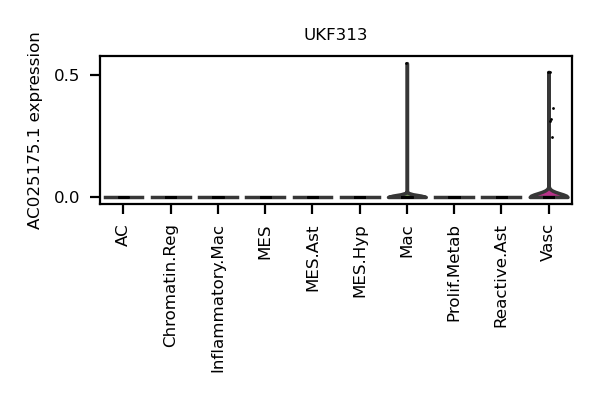 UKF313
AC025175.1 expression
0.5
0.0
AC
Chromatin.Reg
Inflammatory.Mac
MES
MES.Ast
MES.Hyp
Mac
Prolif.Metab
Reactive.Ast
Vasc